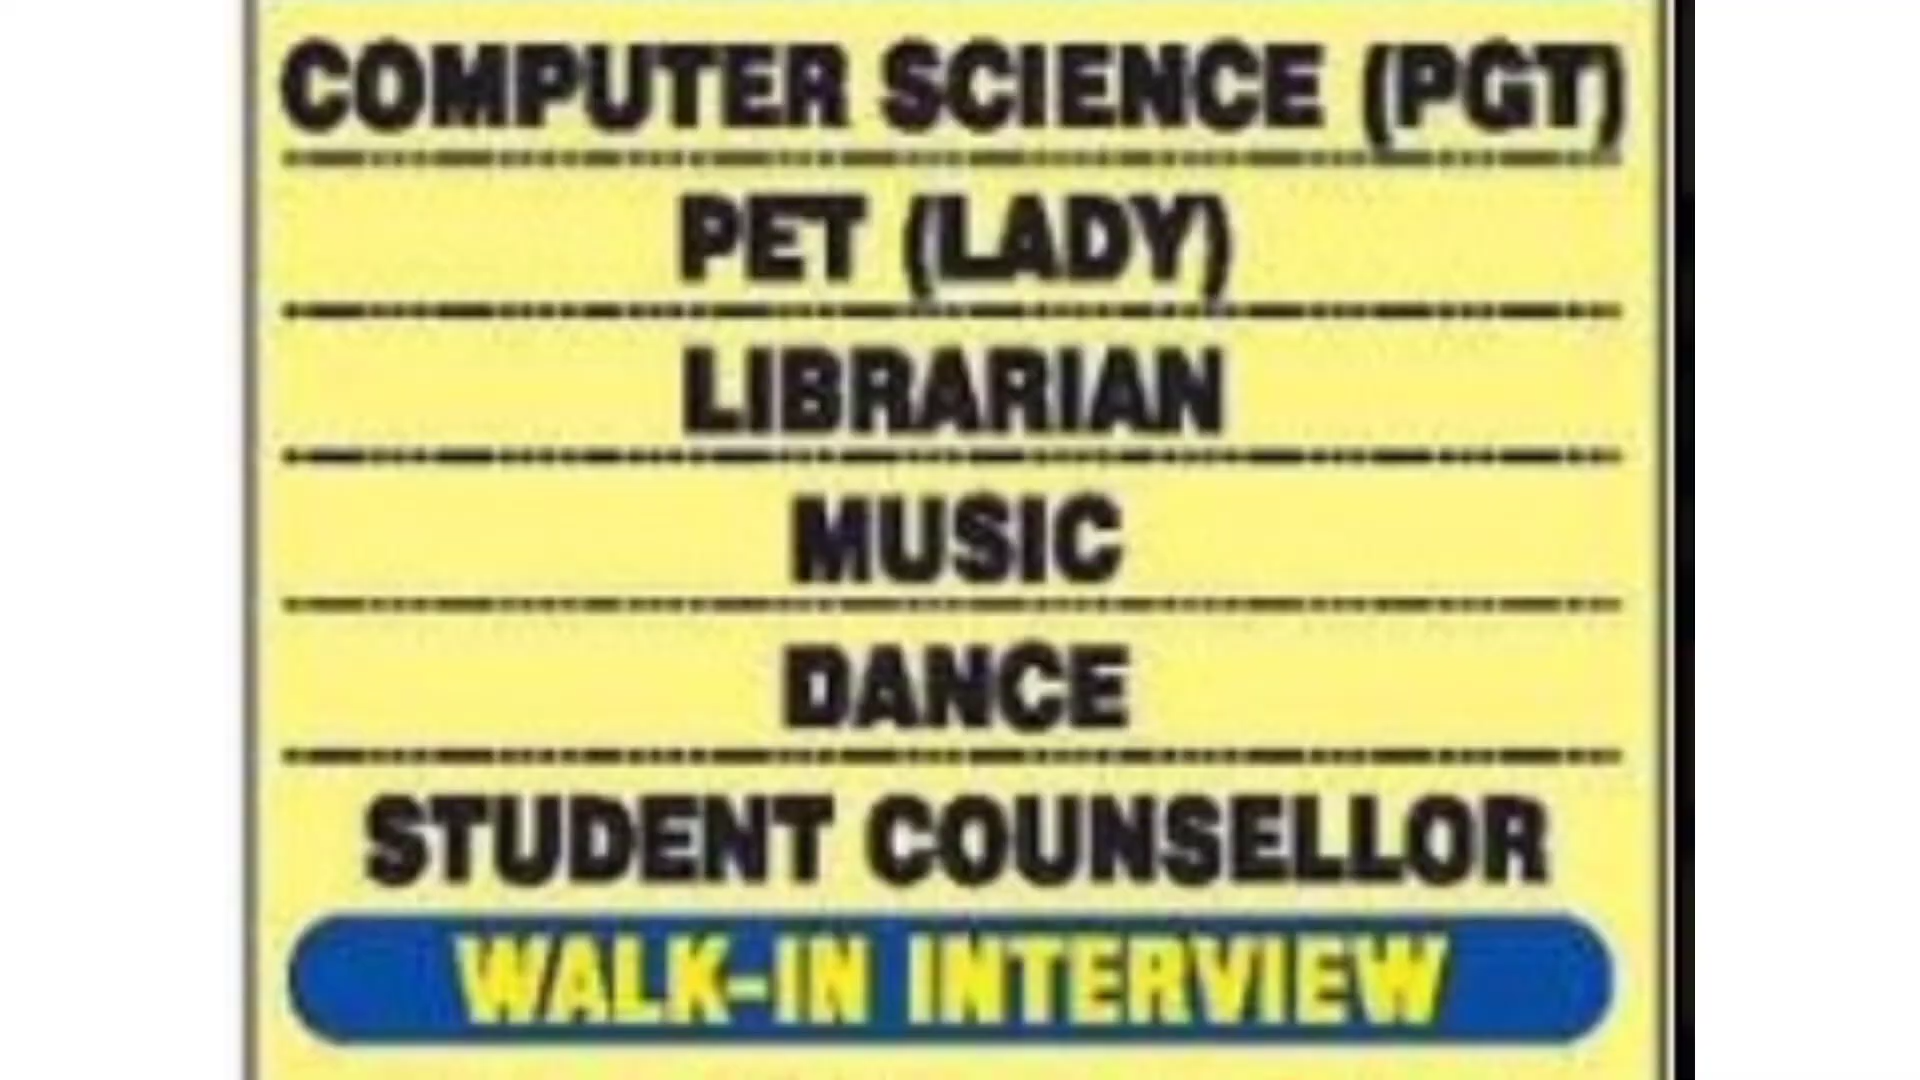 COMPUTER SCIENCE (PGT)
PET (LADY)
LIBRARIAN
MUSIC
DANCE
STUDENT COUNSELLOR
WALK-IN INTERVIEW